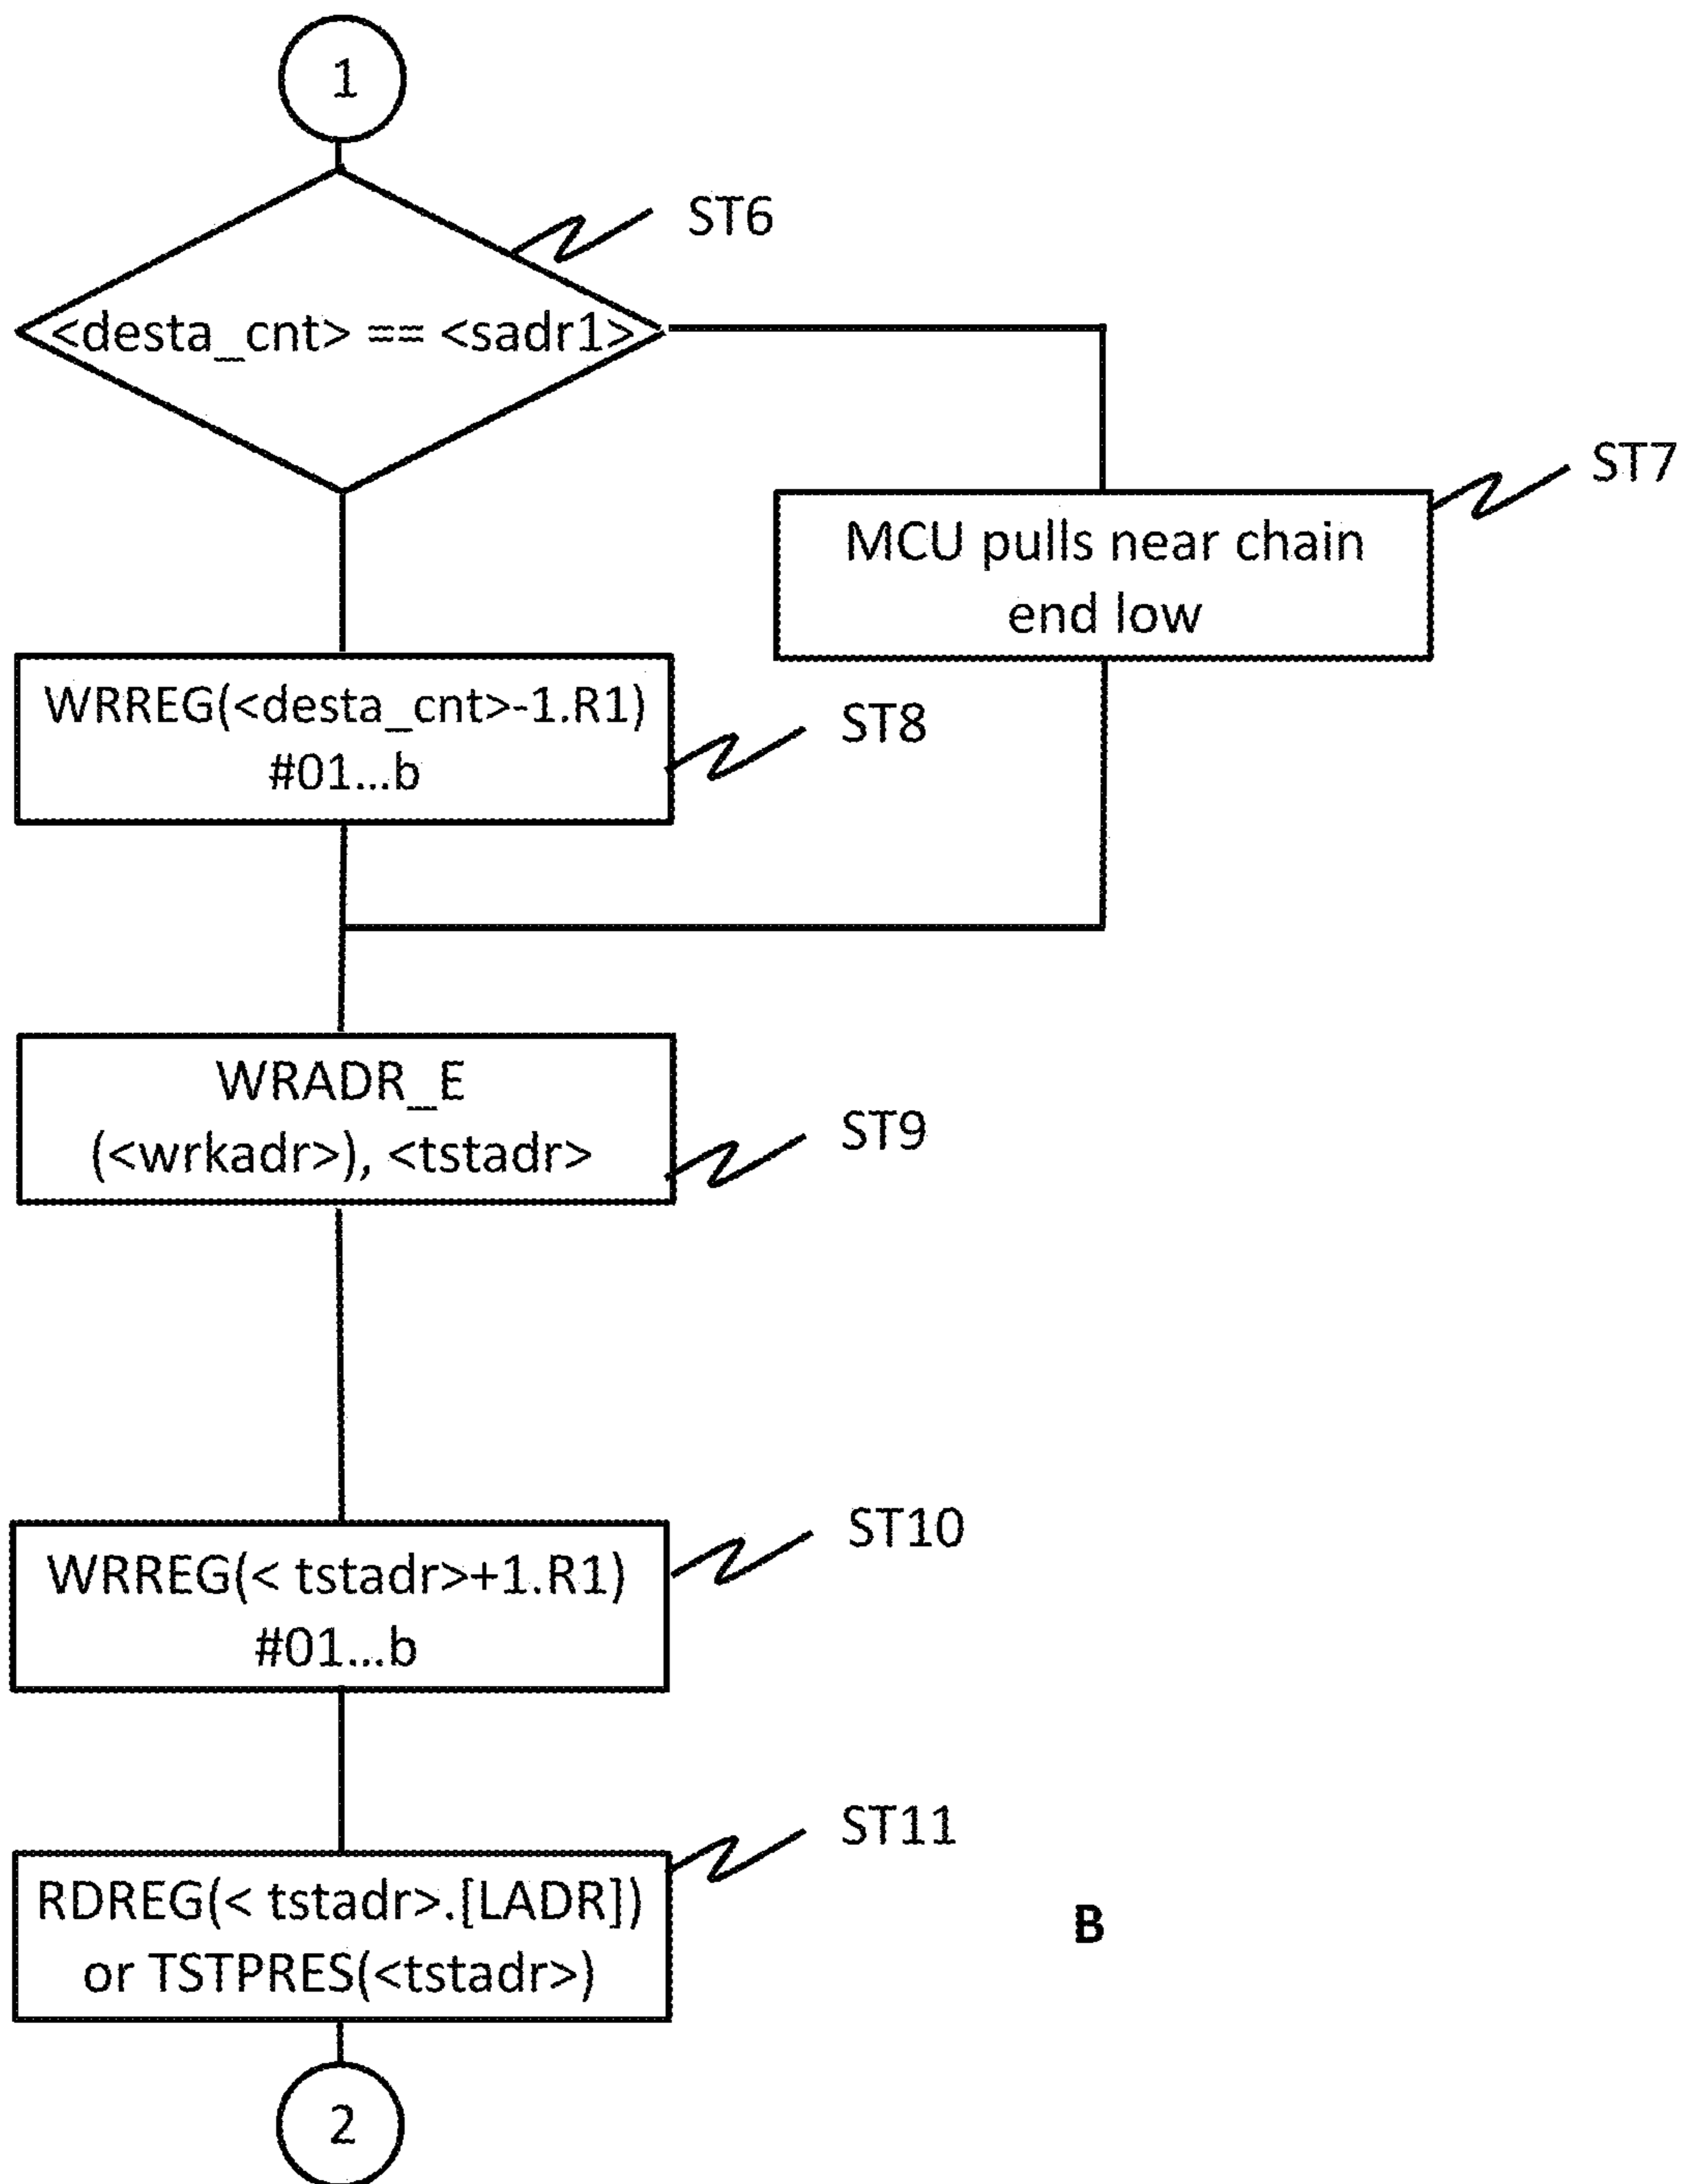 1
ST6
<desta_cnt> == <sadr1>
ST7
MCU pulls near chain
end low
WRREG(<desta_cnt>-1.R1)
#01...b
ST8
WRADR_E
(<wrkadr>), <tstadr>
ST9
ST10
WRREG(< tstadr>+1.R1)
#01...b
ST11
RDREG(< tstadr>.[LADR])
or TSTPRES(<tstadr>)
B
2